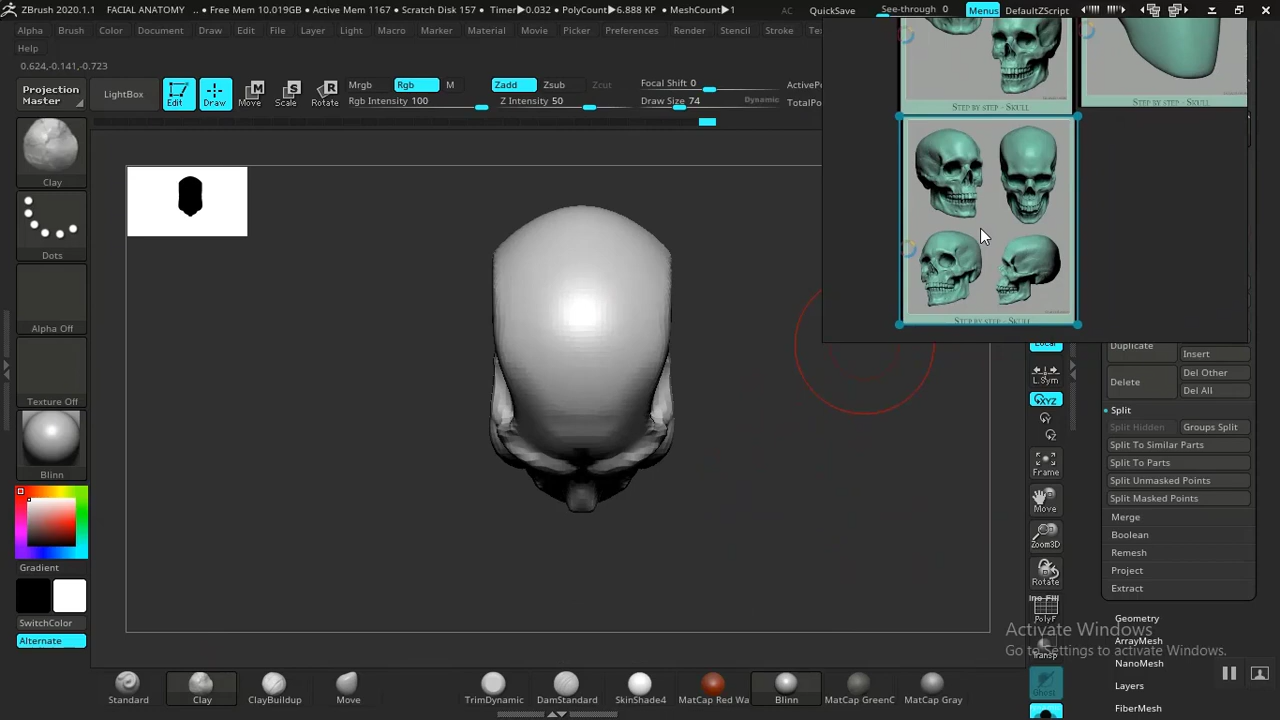 ZBrush 2020.1.1 FACIAL ANATOMY • Free Mem 10.019GB • Active Mem 1167 • Scratch Disk 157 • Timer▶0.032 • PolyCount▶6.888 KP • MeshCount▶1 AC QuickSave See-through 0 Menus DefaultZScript
Alpha Brush Color Document Draw Edit File Layer Light Macro Marker Material Movie Picker Preferences Render Stencil Stroke
Help
0.624,-0.141,-0.723
Projection Master
LightBox
Edit Draw Move Scale Rotate
Mrgb Rgb M
Rgb Intensity 100
Zadd Zsub Zcut
Z Intensity 50
Focal Shift 0
Draw Size 74 Dynamic
Clay
Dots
Alpha Off
Texture Off
Blinn
Gradient
SwitchColor
Alternate
STEP BY STEP - SKULL
STEP BY STEP - SKULL
STEP BY STEP - SKULL
Local
L.Sym
XYZ
Y
Z
Frame
Move
Zoom3D
Rotate
PolyF
Transp
Ghost
Duplicate
Insert
Delete
Del Other
Del All
Split
Split Hidden Groups Split
Split To Similar Parts
Split To Parts
Split Unmasked Points
Split Masked Points
Merge
Boolean
Remesh
Project
Extract
Geometry
ArrayMesh
NanoMesh
Layers
FiberMesh
Activate Windows
Go to Settings to activate Windows.
Standard Clay ClayBuildup Move TrimDynamic DamStandard SkinShade4 MatCap Red Wa Blinn MatCap GreenC MatCap Gray